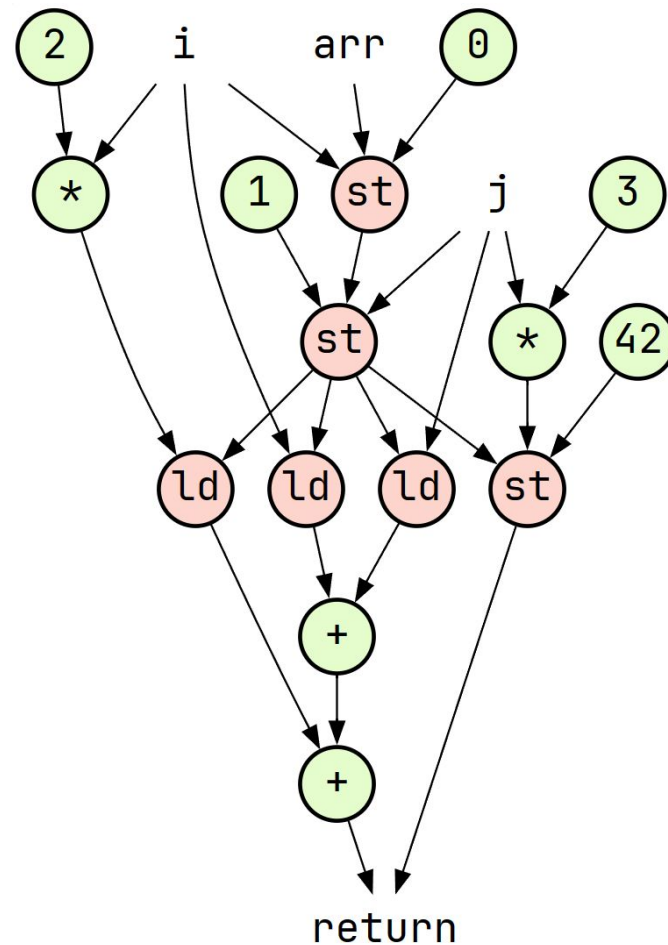 2 i arr 0
* 1 st j 3
st * 42
ld ld ld st
+
+
return